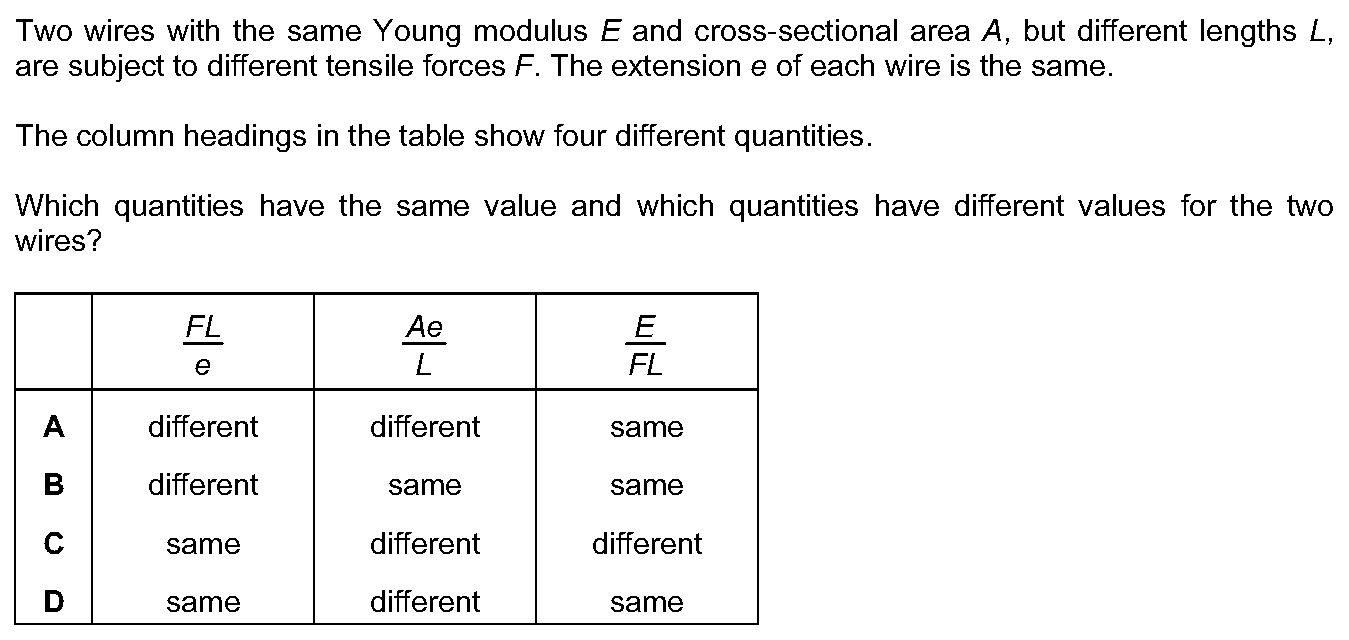 Two wires with the same Young modulus E and cross-sectional area A, but different lengths L,
are subject to different tensile forces F. The extension e of each wire is the same.
The column headings in the table show four different quantities.
Which quantities have the same value and which quantities have different values for the two
wires?
FL/e Ae/L E/FL
A different different same
B different same same
C same different different
D same different same